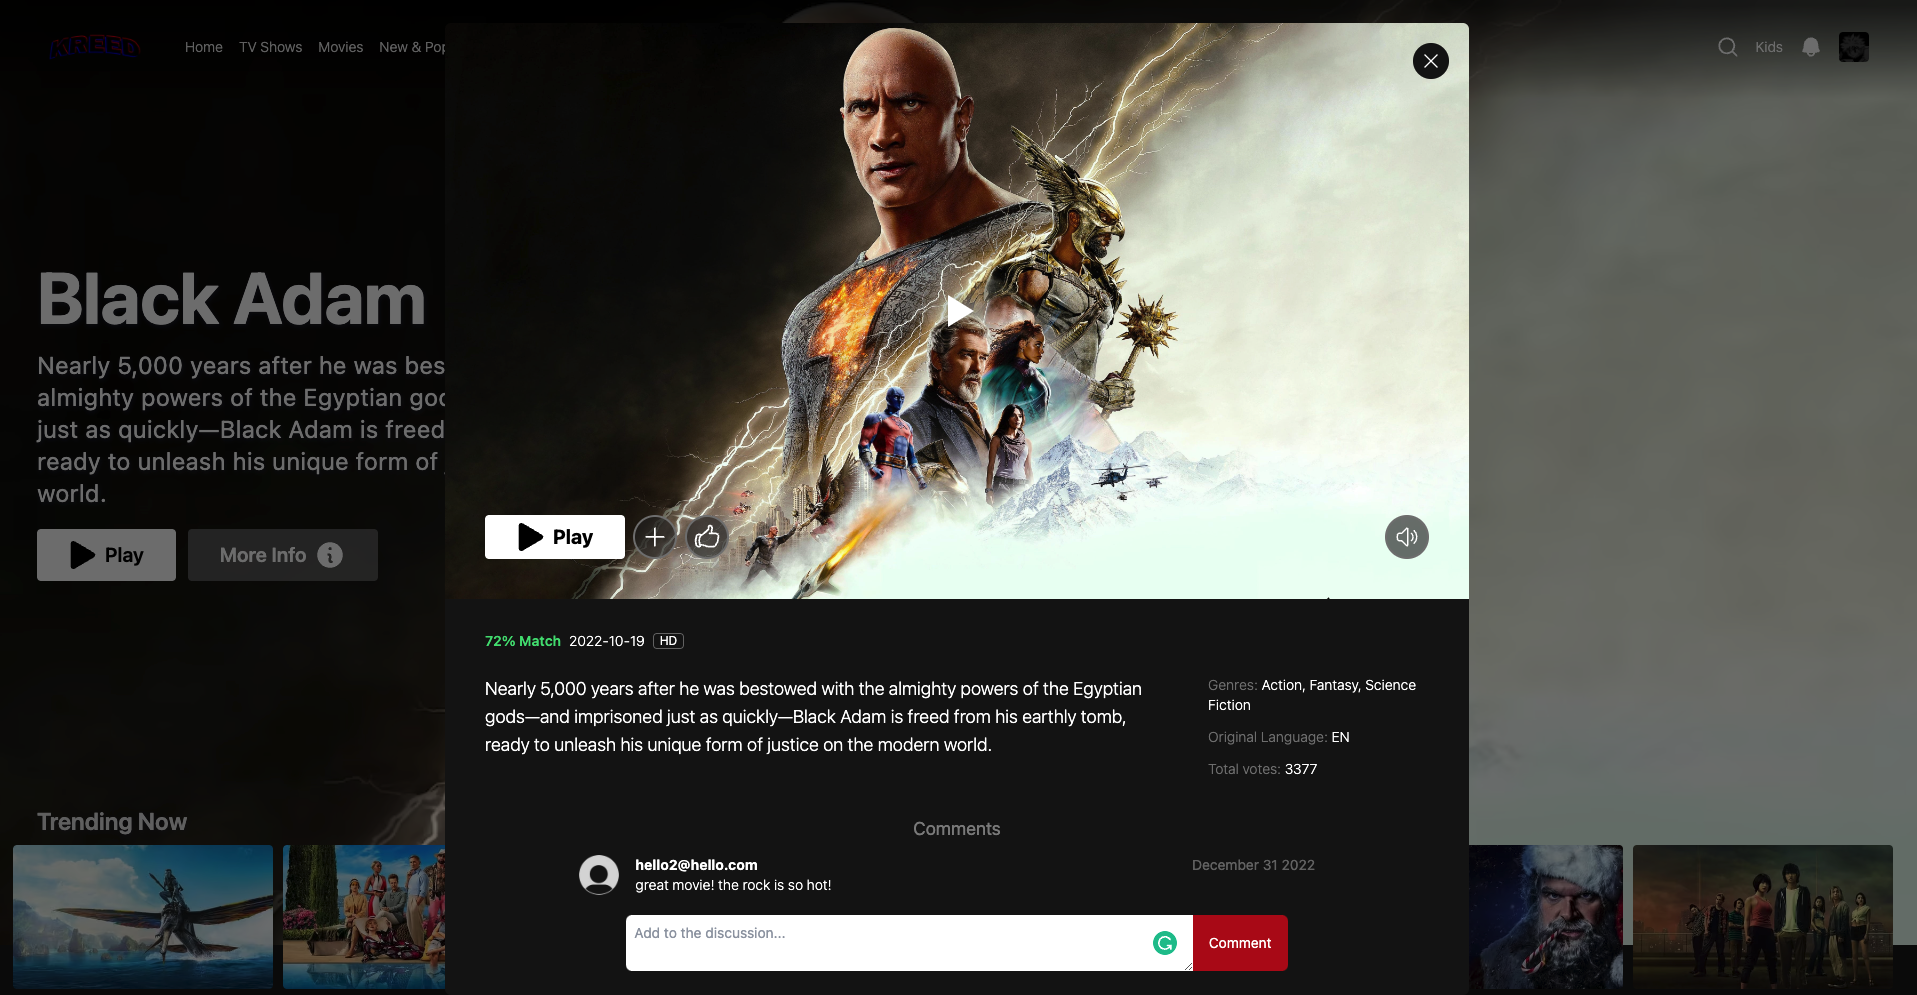 KREED
Home TV Shows Movies New & Pop
Kids
Black Adam
Nearly 5,000 years after he was bes
almighty powers of the Egyptian
just as quickly—Black Adam is freed
ready to unleash his unique form of
world.
Play More Info
Trending Now
Play
72% Match 2022-10-19 HD
Nearly 5,000 years after he was bestowed with the almighty powers of the Egyptian
gods—and imprisoned just as quickly—Black Adam is freed from his earthly tomb,
ready to unleash his unique form of justice on the modern world.
Genres: Action, Fantasy, Science
Fiction
Original Language: EN
Total votes: 3377
Comments
hello2@hello.com
December 31 2022
great movie! the rock is so hot!
Add to the discussion...
Comment